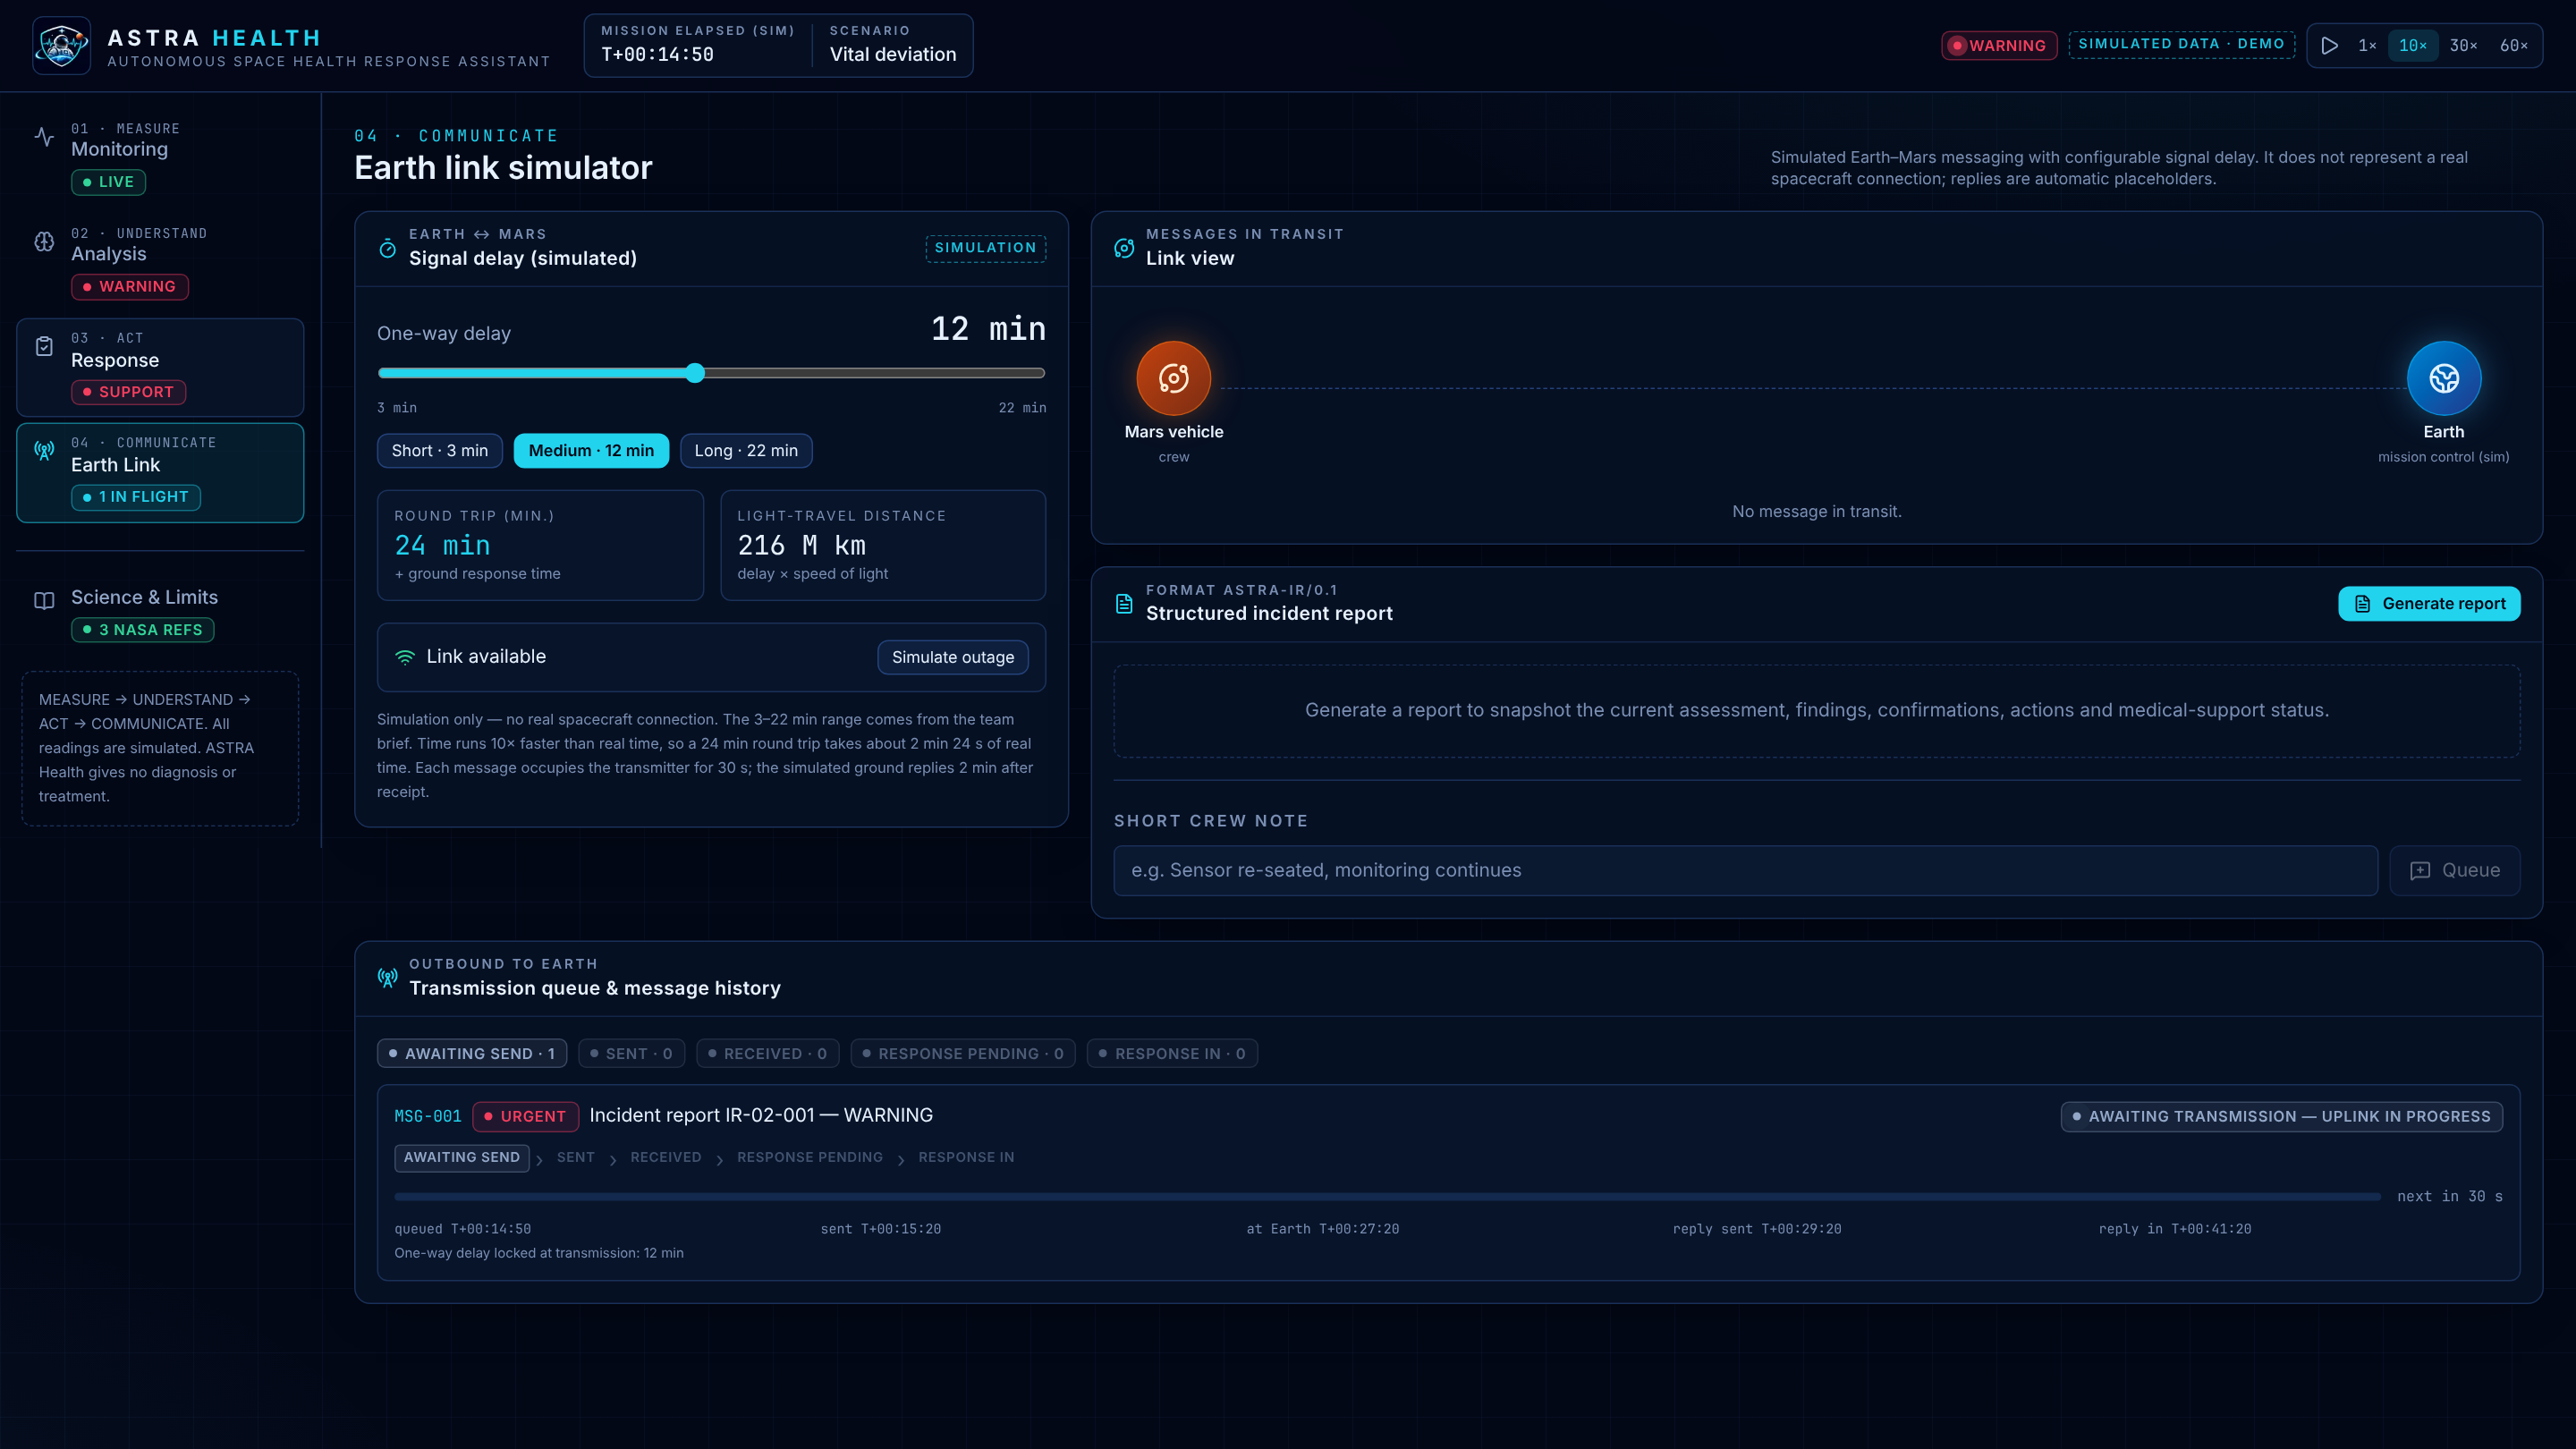 ASTRA HEALTH
AUTONOMOUS SPACE HEALTH RESPONSE ASSISTANT
MISSION ELAPSED (SIM)
T+00:14:50
SCENARIO
Vital deviation
WARNING
SIMULATED DATA · DEMO
1×
10×
30×
60×
01 · MEASURE
Monitoring
LIVE
02 · UNDERSTAND
Analysis
WARNING
03 · ACT
Response
SUPPORT
04 · COMMUNICATE
Earth Link
1 IN FLIGHT
Science & Limits
3 NASA REFS
MEASURE → UNDERSTAND →
ACT → COMMUNICATE. All
readings are simulated. ASTRA
Health gives no diagnosis or
treatment.
04 · COMMUNICATE
Earth link simulator
Simulated Earth–Mars messaging with configurable signal delay. It does not represent a real
spacecraft connection; replies are automatic placeholders.
EARTH ↔ MARS
Signal delay (simulated)
SIMULATION
One-way delay
12 min
3 min
22 min
Short · 3 min
Medium · 12 min
Long · 22 min
ROUND TRIP (MIN.)
24 min
+ ground response time
LIGHT-TRAVEL DISTANCE
216 M km
delay × speed of light
Link available
Simulate outage
Simulation only — no real spacecraft connection. The 3–22 min range comes from the team
brief. Time runs 10× faster than real time, so a 24 min round trip takes about 2 min 24 s of real
time. Each message occupies the transmitter for 30 s; the simulated ground replies 2 min after
receipt.
MESSAGES IN TRANSIT
Link view
Mars vehicle
crew
Earth
mission control (sim)
No message in transit.
FORMAT ASTRA-IR/0.1
Structured incident report
Generate report
Generate a report to snapshot the current assessment, findings, confirmations, actions and medical-support status.
SHORT CREW NOTE
e.g. Sensor re-seated, monitoring continues
Queue
OUTBOUND TO EARTH
Transmission queue & message history
AWAITING SEND · 1
SENT · 0
RECEIVED · 0
RESPONSE PENDING · 0
RESPONSE IN · 0
MSG-001
URGENT
Incident report IR-02-001 — WARNING
AWAITING TRANSMISSION — UPLINK IN PROGRESS
AWAITING SEND › SENT › RECEIVED › RESPONSE PENDING › RESPONSE IN
next in 30 s
queued T+00:14:50
sent T+00:15:20
at Earth T+00:27:20
reply sent T+00:29:20
reply in T+00:41:20
One-way delay locked at transmission: 12 min